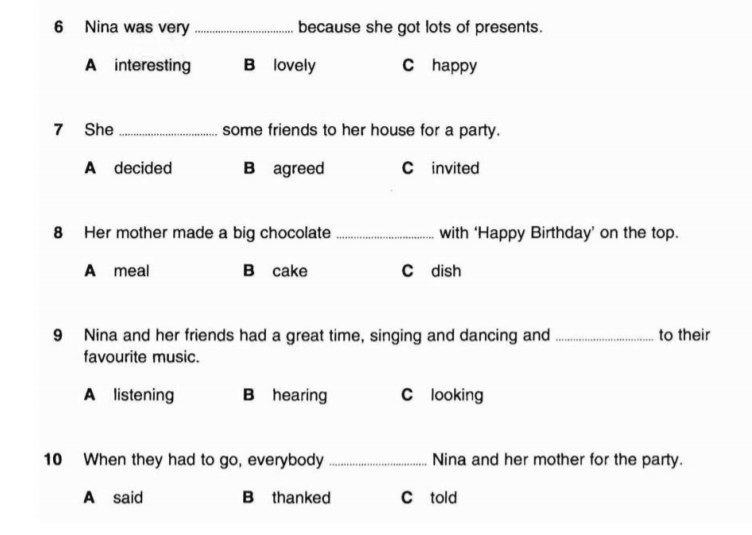 6 Nina was very .............................. because she got lots of presents.
A interesting B lovely C happy
7 She .............................. some friends to her house for a party.
A decided B agreed C invited
8 Her mother made a big chocolate .............................. with 'Happy Birthday' on the top.
A meal B cake C dish
9 Nina and her friends had a great time, singing and dancing and .............................. to their
favourite music.
A listening B hearing C looking
10 When they had to go, everybody .............................. Nina and her mother for the party.
A said B thanked C told